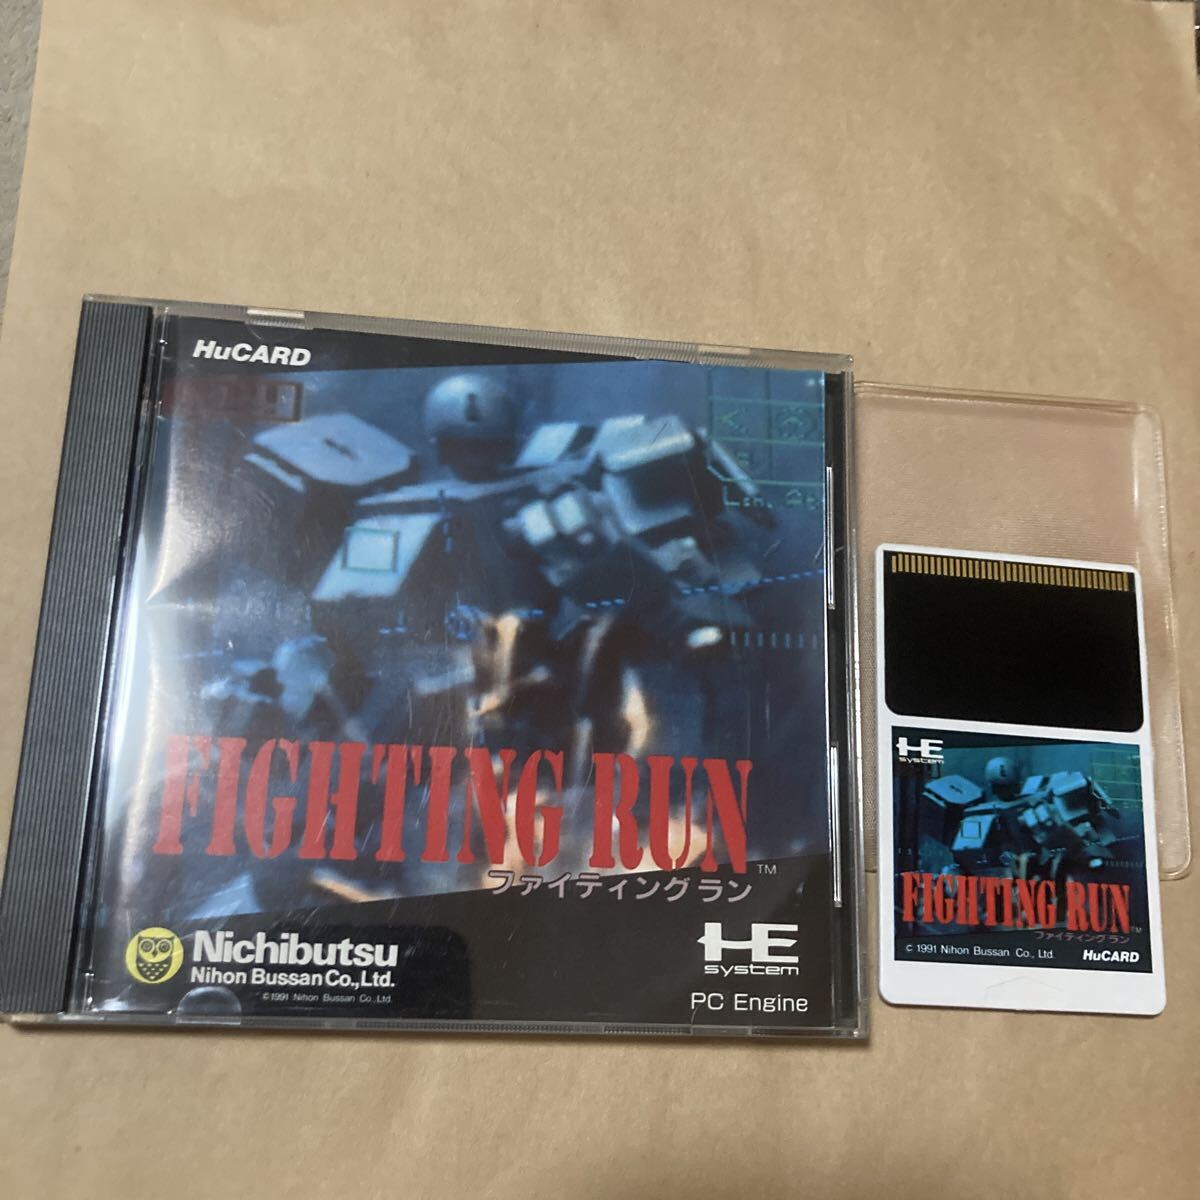 HuCARD
FIGHTING RUN
TM
ファイティングラン
Nichibutsu
Nihon Bussan Co., Ltd.
©1991 Nihon Bussan Co., Ltd.
HE
system
PC Engine
HE
system
FIGHTING RUN
TM
ファイティングラン
© 1991 Nihon Bussan Co., Ltd.
HuCARD